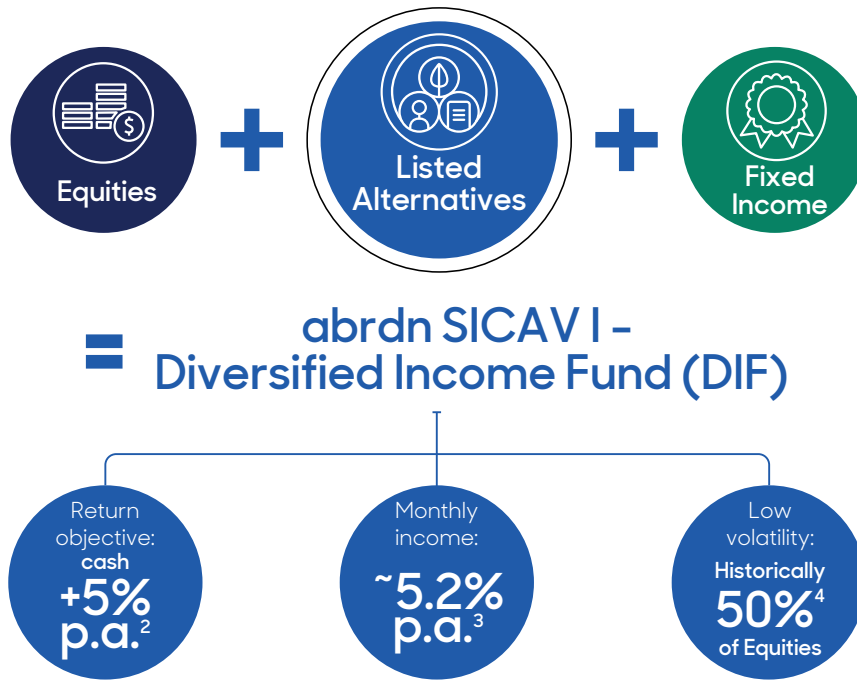 Equities
+
Listed
Alternatives
+
Fixed
Income
$
=
abrdn SICAV I –
Diversified Income Fund (DIF)
Return
objective:
cash
+5%
p.a.²
Monthly
income:
~5.2%
p.a.³
Low
volatility:
Historically
50%⁴
of Equities